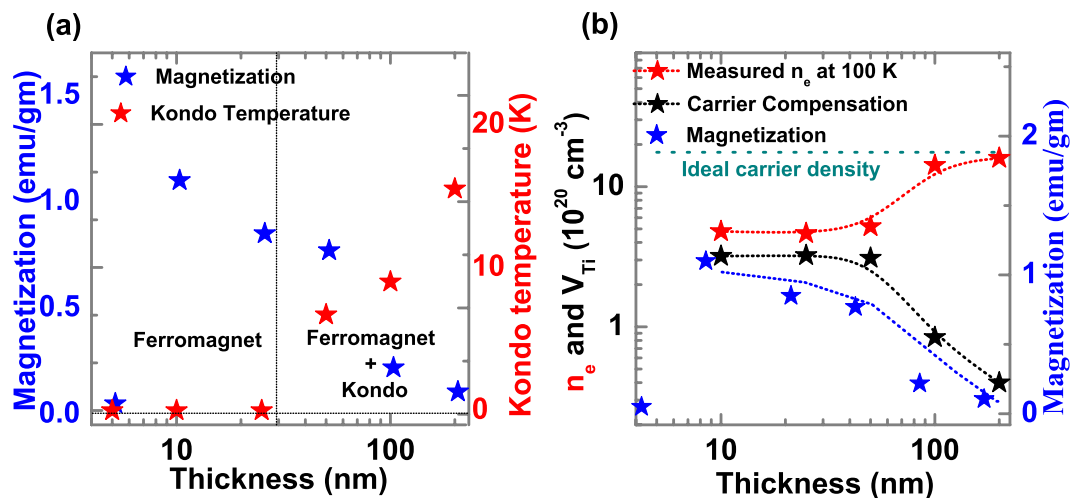 (a)
Magnetization (emu/gm)
1.5
1.0
0.5
0.0
Magnetization
Kondo Temperature
Ferromagnet
Ferromagnet
+
Kondo
20
10
0
Kondo temperature (K)
10
100
Thickness (nm)
(b)
n_e and V_Ti (10^20 cm^-3)
10
1
Measured n_e at 100 K
Carrier Compensation
Magnetization
Ideal carrier density
2
1
0
Magnetization (emu/gm)
10
100
Thickness (nm)